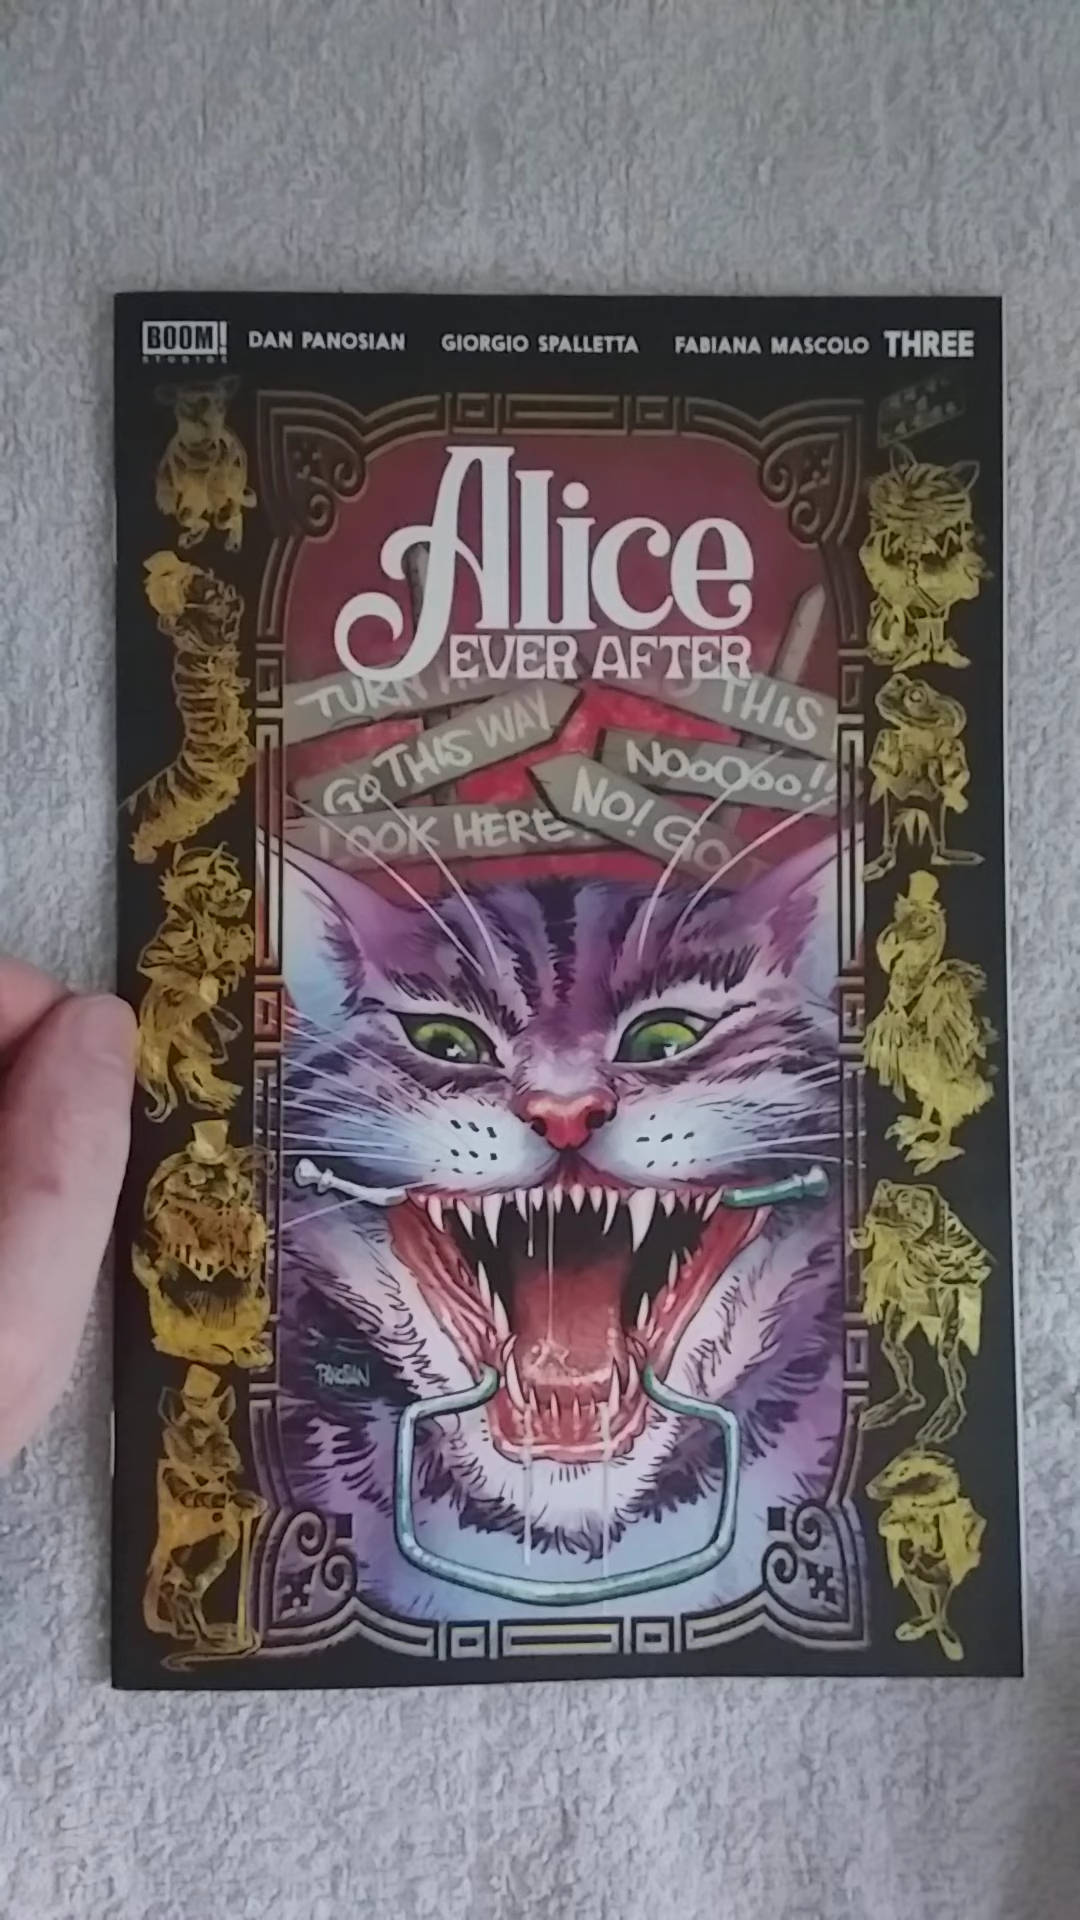 BOOM!
STUDIOS
DAN PANOSIAN
GIORGIO SPALLETTA
FABIANA MASCOLO
THREE
Alice
EVER AFTER
TURN
THIS
GO THIS WAY
NOoOoo!!
LOOK HERE
NO! GO
PANOSIAN